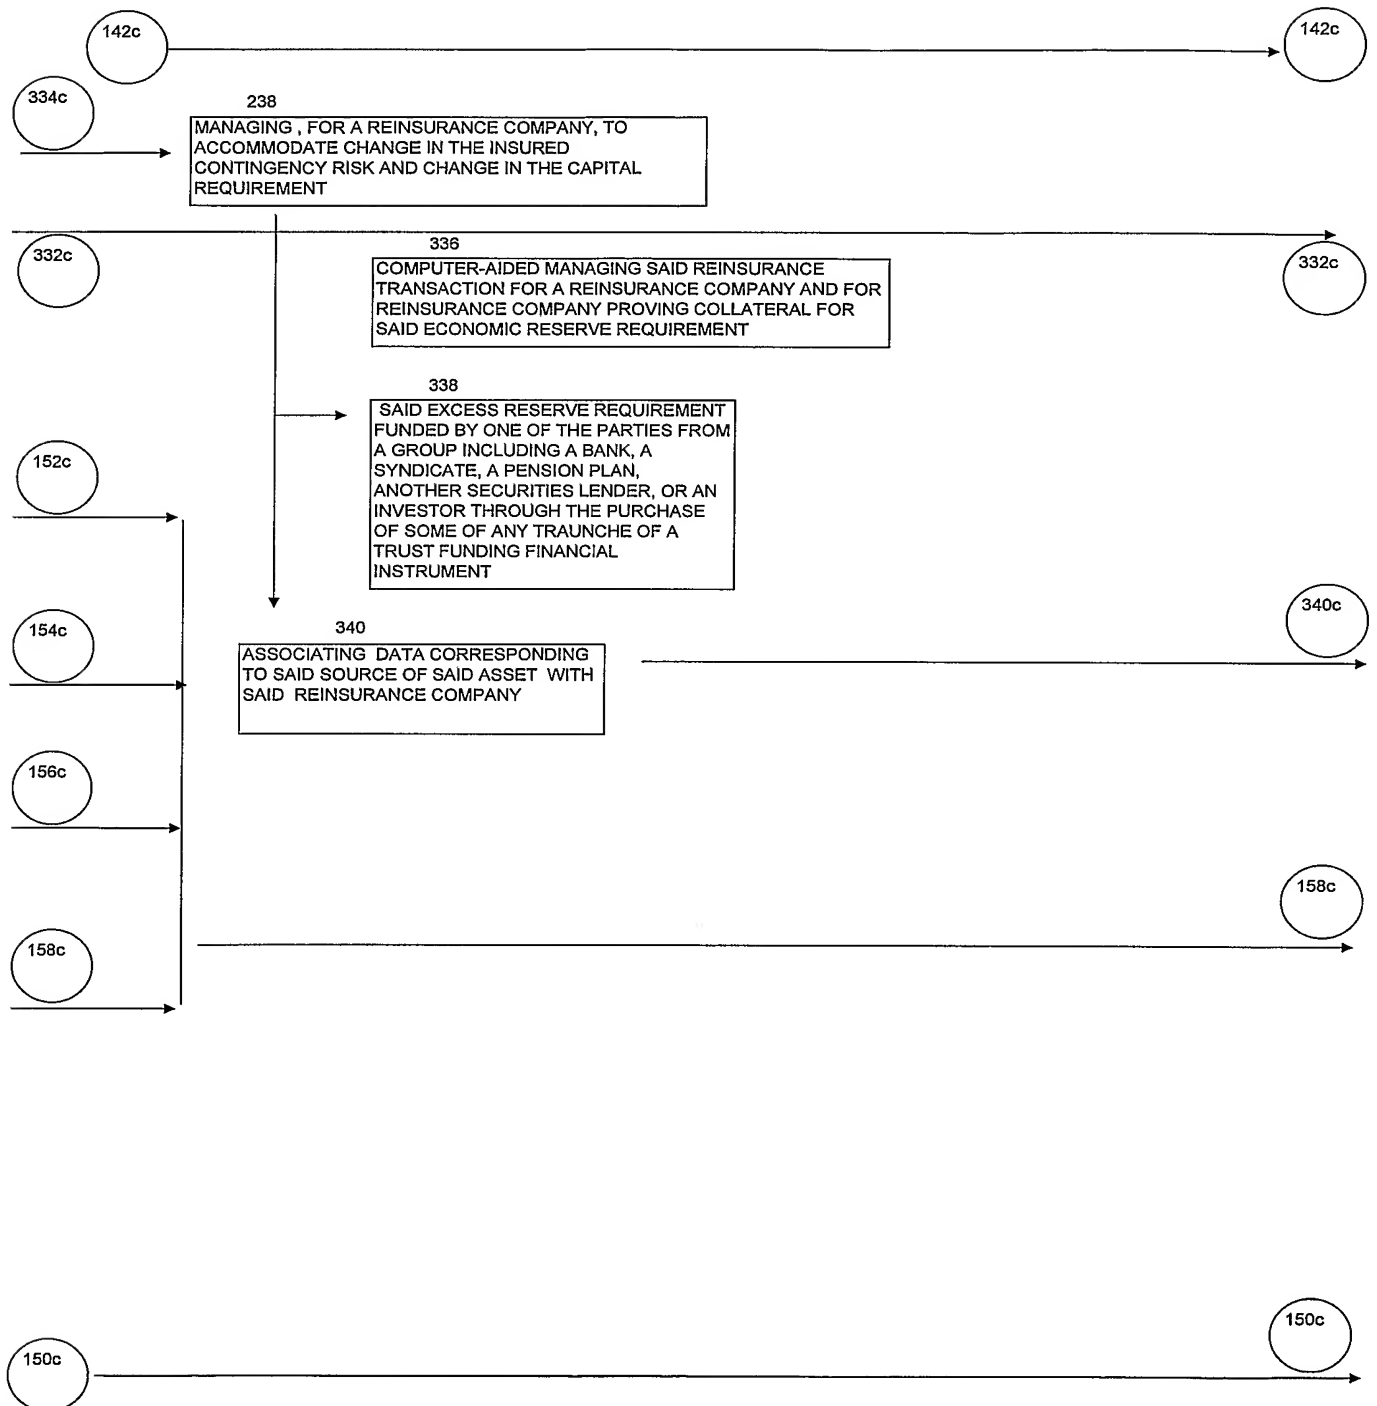 142c
142c
334c
238
MANAGING , FOR A REINSURANCE COMPANY, TO
ACCOMMODATE CHANGE IN THE INSURED
CONTINGENCY RISK AND CHANGE IN THE CAPITAL
REQUIREMENT
332c
332c
336
COMPUTER-AIDED MANAGING SAID REINSURANCE
TRANSACTION FOR A REINSURANCE COMPANY AND FOR
REINSURANCE COMPANY PROVING COLLATERAL FOR
SAID ECONOMIC RESERVE REQUIREMENT
338
SAID EXCESS RESERVE REQUIREMENT
FUNDED BY ONE OF THE PARTIES FROM
A GROUP INCLUDING A BANK, A
SYNDICATE, A PENSION PLAN,
ANOTHER SECURITIES LENDER, OR AN
INVESTOR THROUGH THE PURCHASE
OF SOME OF ANY TRAUNCHE OF A
TRUST FUNDING FINANCIAL
INSTRUMENT
152c
154c
340
ASSOCIATING DATA CORRESPONDING
TO SAID SOURCE OF SAID ASSET WITH
SAID REINSURANCE COMPANY
340c
156c
158c
158c
150c
150c